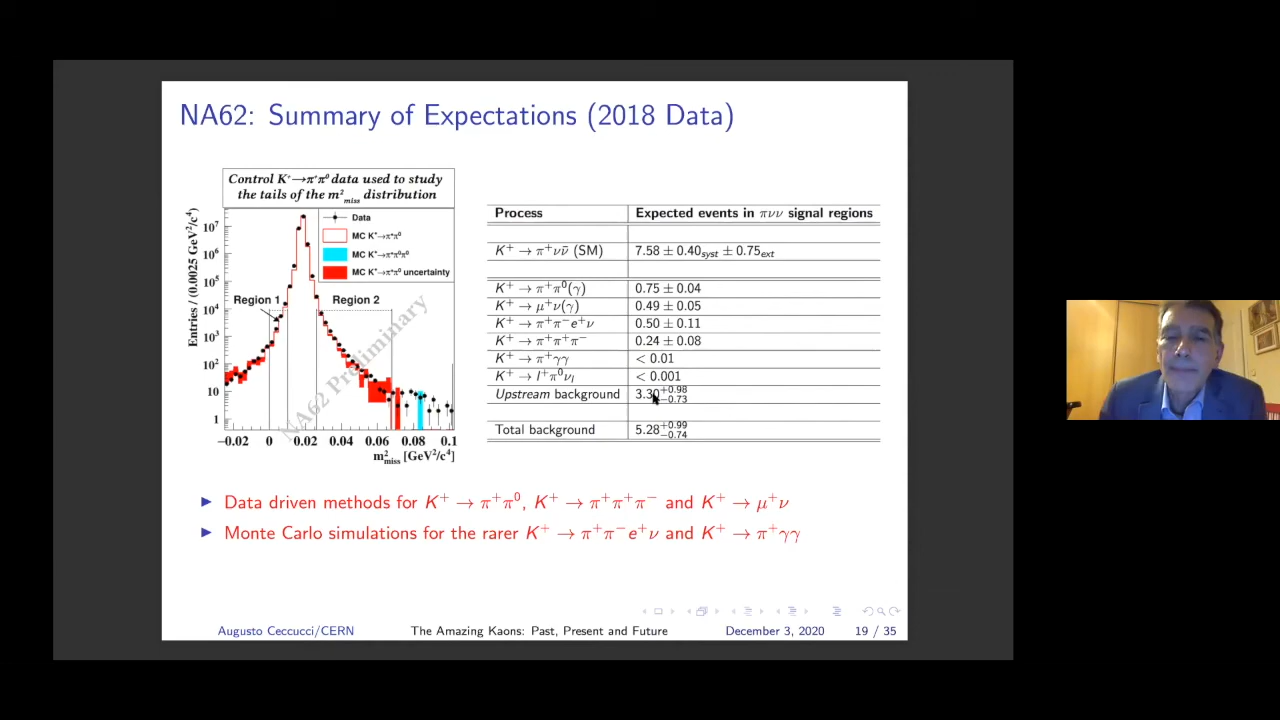 NA62: Summary of Expectations (2018 Data)
Control K⁺→π⁺π⁰ data used to study
the tails of the m²miss distribution
Entries / (0.0025 GeV²/c⁴)
10⁷
10⁶
10⁵
10⁴
10³
10²
10
1
Data
MC K⁺→π⁺π⁰
MC K⁺→π⁺π⁰π⁰
MC K⁺→π⁺π⁰ uncertainty
Region 1
Region 2
NA62 Preliminary
−0.02 0 0.02 0.04 0.06 0.08 0.1
m²miss [GeV²/c⁴]
Process Expected events in πνν signal regions
K⁺ → π⁺νν̄ (SM) 7.58 ± 0.40syst ± 0.75ext
K⁺ → π⁺π⁰(γ) 0.75 ± 0.04
K⁺ → μ⁺ν(γ) 0.49 ± 0.05
K⁺ → π⁺π⁻e⁺ν 0.50 ± 0.11
K⁺ → π⁺π⁺π⁻ 0.24 ± 0.08
K⁺ → π⁺γγ < 0.01
K⁺ → l⁺π⁰νₗ < 0.001
Upstream background 3.30+0.98−0.73
Total background 5.28+0.99−0.74
▶ Data driven methods for K⁺ → π⁺π⁰, K⁺ → π⁺π⁺π⁻ and K⁺ → μ⁺ν
▶ Monte Carlo simulations for the rarer K⁺ → π⁺π⁻e⁺ν and K⁺ → π⁺γγ
Augusto Ceccucci/CERN The Amazing Kaons: Past, Present and Future December 3, 2020 19 / 35